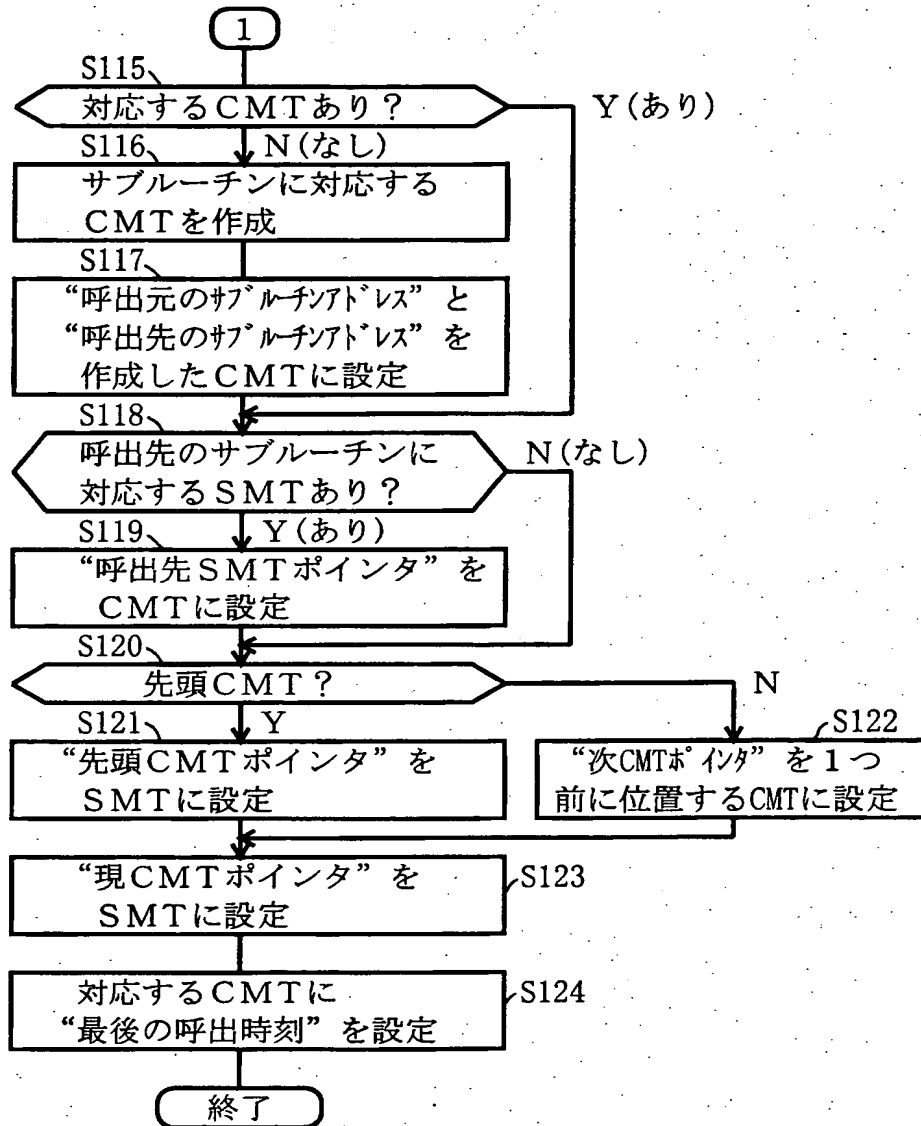 1
S115
対応するCMTあり？
Y(あり)
S116
N(なし)
サブルーチンに対応する
CMTを作成
S117
“呼出元のｻﾌﾞﾙｰﾁﾝｱﾄﾞﾚｽ”と
“呼出先のｻﾌﾞﾙｰﾁﾝｱﾄﾞﾚｽ”を
作成したCMTに設定
S118
呼出先のサブルーチンに
対応するSMTあり？
N(なし)
S119
Y(あり)
“呼出先SMTポインタ”を
CMTに設定
S120
先頭CMT？
N
S121
Y
S122
“先頭CMTポインタ”を
SMTに設定
“次CMTﾎﾟｲﾝﾀ”を1つ
前に位置するCMTに設定
“現CMTポインタ”を
SMTに設定
S123
対応するCMTに
“最後の呼出時刻”を設定
S124
終了